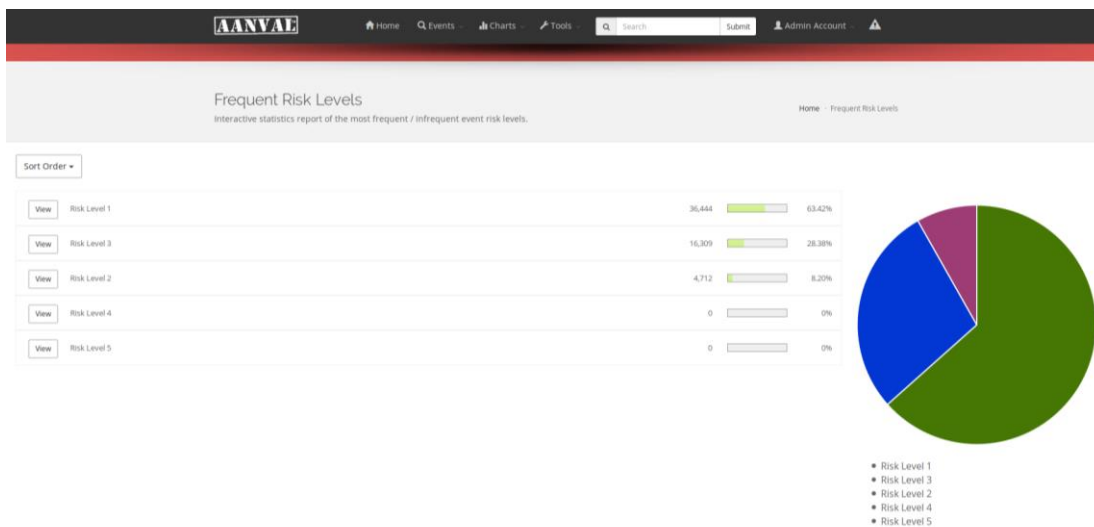 AANVAL Home Events Charts Tools Search Submit Admin Account
Frequent Risk Levels
Interactive statistics report of the most frequent / infrequent event risk levels.
Home - Frequent Risk Levels
Sort Order
View Risk Level 1 36,444 63.42%
View Risk Level 3 16,309 28.38%
View Risk Level 2 4,712 8.20%
View Risk Level 4 0 0%
View Risk Level 5 0 0%
Risk Level 1
Risk Level 3
Risk Level 2
Risk Level 4
Risk Level 5